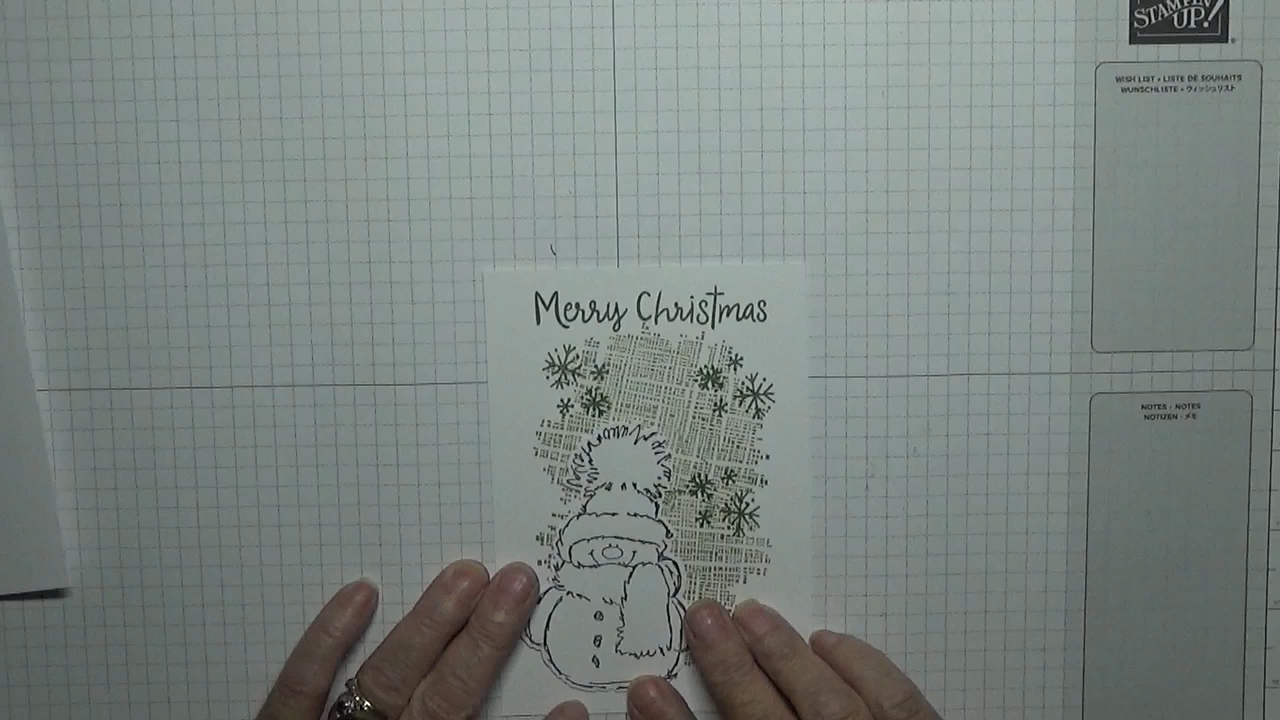 STAMPIN'
UP!
WISH LIST • LISTE DE SOUHAITS
WUNSCHLISTE • ウィッシュリスト
Merry Christmas
NOTES • NOTES
NOTIZEN • メモ